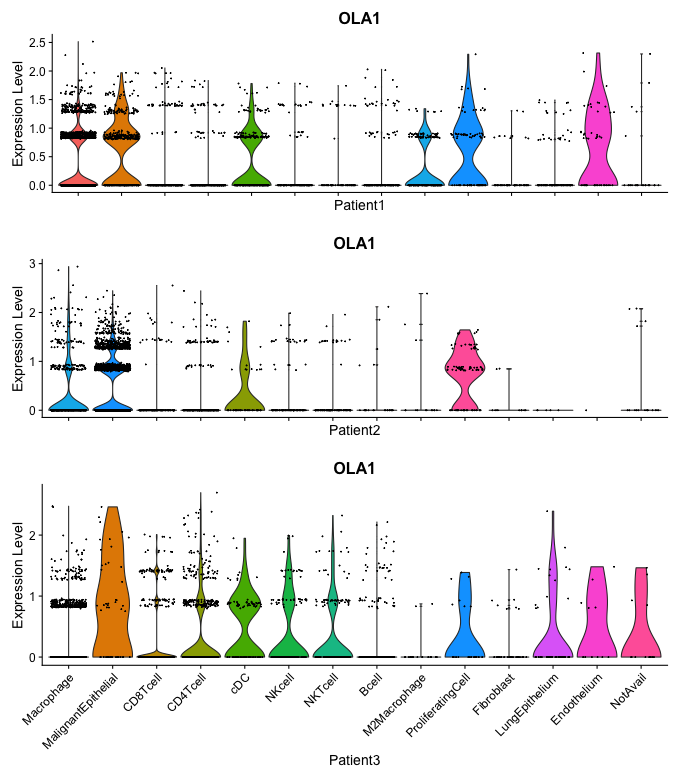 OLA1
Expression Level
2.5
2.0
1.5
1.0
0.5
0.0
Patient1
OLA1
Expression Level
3
2
1
0
Patient2
OLA1
Expression Level
2
1
0
Macrophage
MalignantEpithelial
CD8Tcell
CD4Tcell
cDC
NKcell
NKTcell
Bcell
M2Macrophage
ProliferatingCell
Fibroblast
LungEpithelium
Endothelium
NotAvail
Patient3